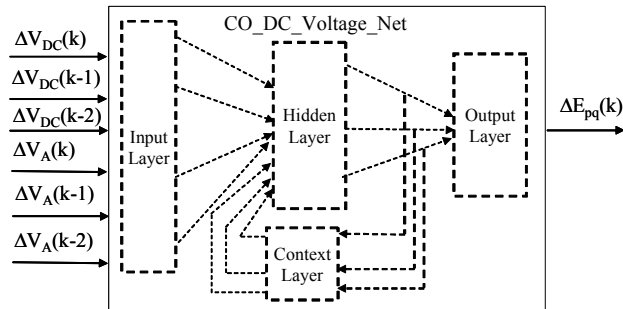 CO_DC_Voltage_Net
ΔV_DC(k)
ΔV_DC(k-1)
ΔV_DC(k-2)
ΔV_A(k)
ΔV_A(k-1)
ΔV_A(k-2)
Input
Layer
Hidden
Layer
Context
Layer
Output
Layer
ΔE_pq(k)